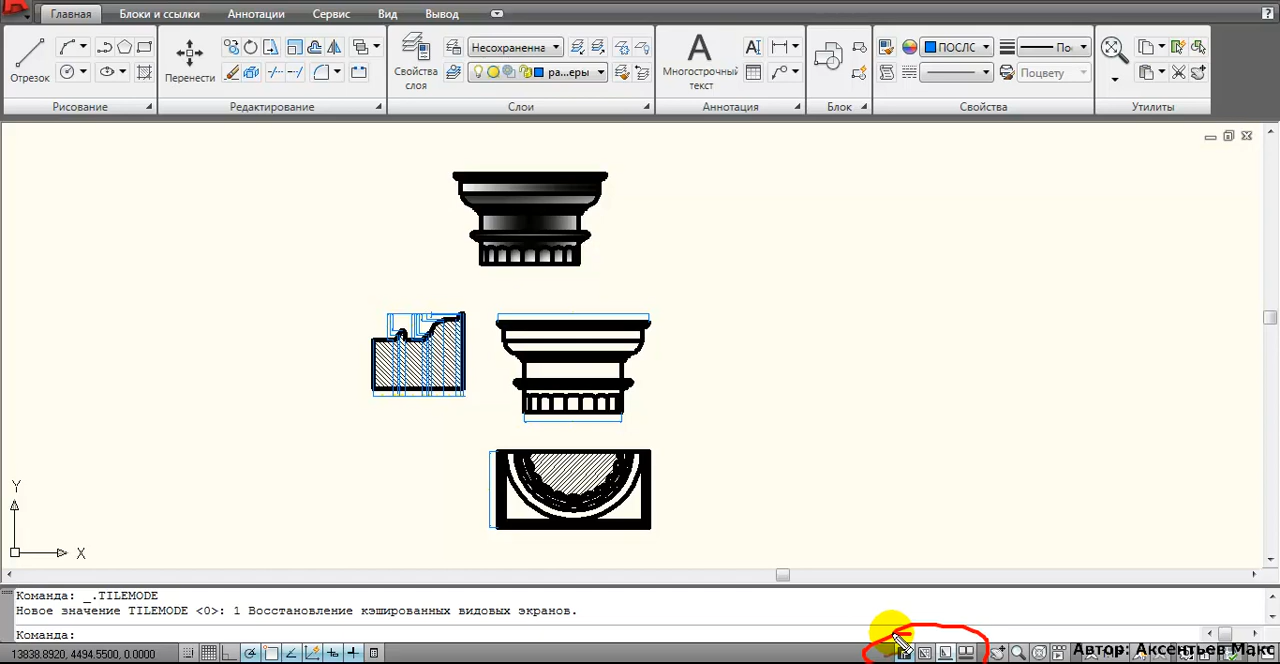 Главная Блоки и ссылки Аннотации Сервис Вид Вывод
Несохраненна
Отрезок
Перенести
Свойства слоя
ра...еры
Многострочный текст
ПОСЛС
По
Поцвету
Рисование Редактирование Слои Аннотация Блок Свойства Утилиты
Y
X
Команда: _.TILEMODE
Новое значение TILEMODE <0>: 1 Восстановление кэшированных видовых экранов.
Команда:
13838.8920, 4494.5500, 0.0000
Автор: Аксентьев Макс